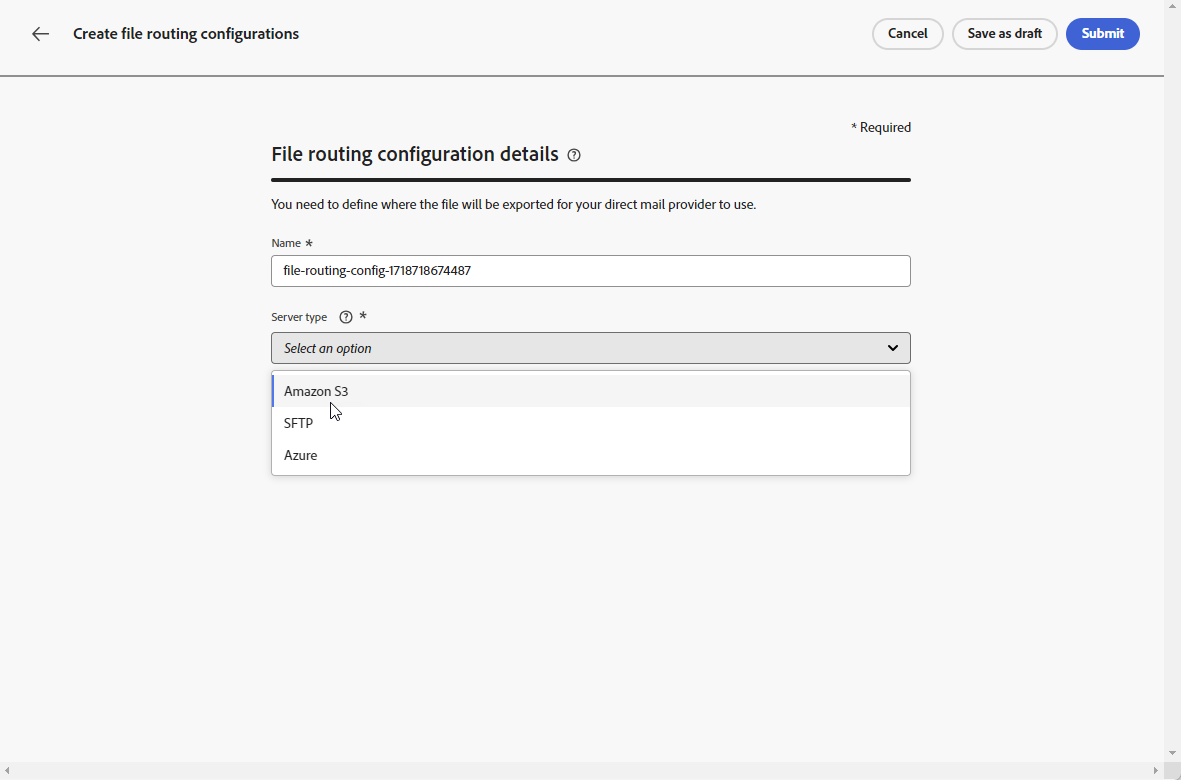 Create file routing configurations
Cancel
Save as draft
Submit
* Required
File routing configuration details
You need to define where the file will be exported for your direct mail provider to use.
Name *
file-routing-config-1718718674487
Server type *
Select an option
Amazon S3
SFTP
Azure